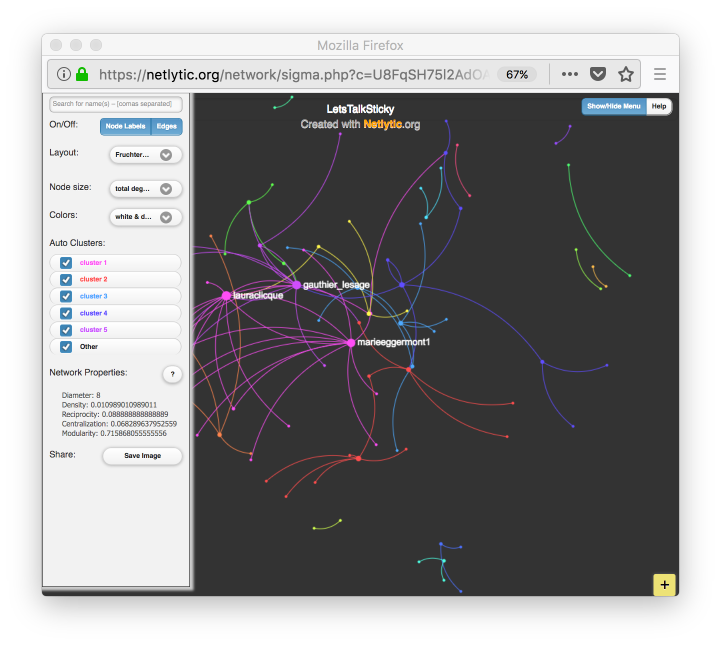 Mozilla Firefox
https://netlytic.org/network/sigma.php?c=U8FqSH75l2AdOA
67%
Search for name(s) – [comas separated]
LetsTalkSticky
Show/Hide Menu
Help
On/Off:
Node Labels
Edges
Created with Netlytic.org
Layout:
Fruchter...
Node size:
total deg...
Colors:
white & d...
Auto Clusters:
cluster 1
cluster 2
cluster 3
cluster 4
cluster 5
Other
gauthier_lesage
lauraclicque
marieeggermont1
Network Properties:
?
Diameter: 8
Density: 0.010989010989011
Reciprocity: 0.088888888888889
Centralization: 0.068289637952559
Modularity: 0.715868055555556
Share:
Save Image
+